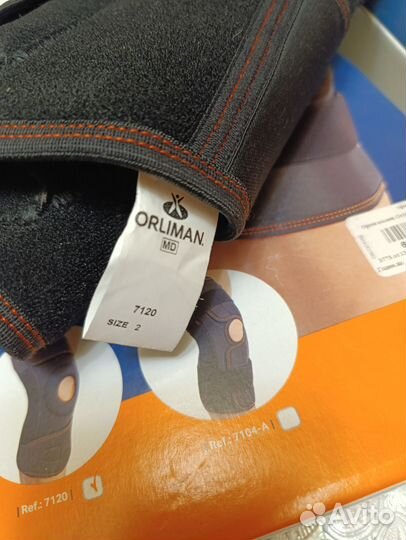 ORLIMAN.
MD
7120
SIZE 2
Ref.: 7104-A
Ref.: 7120
Avito